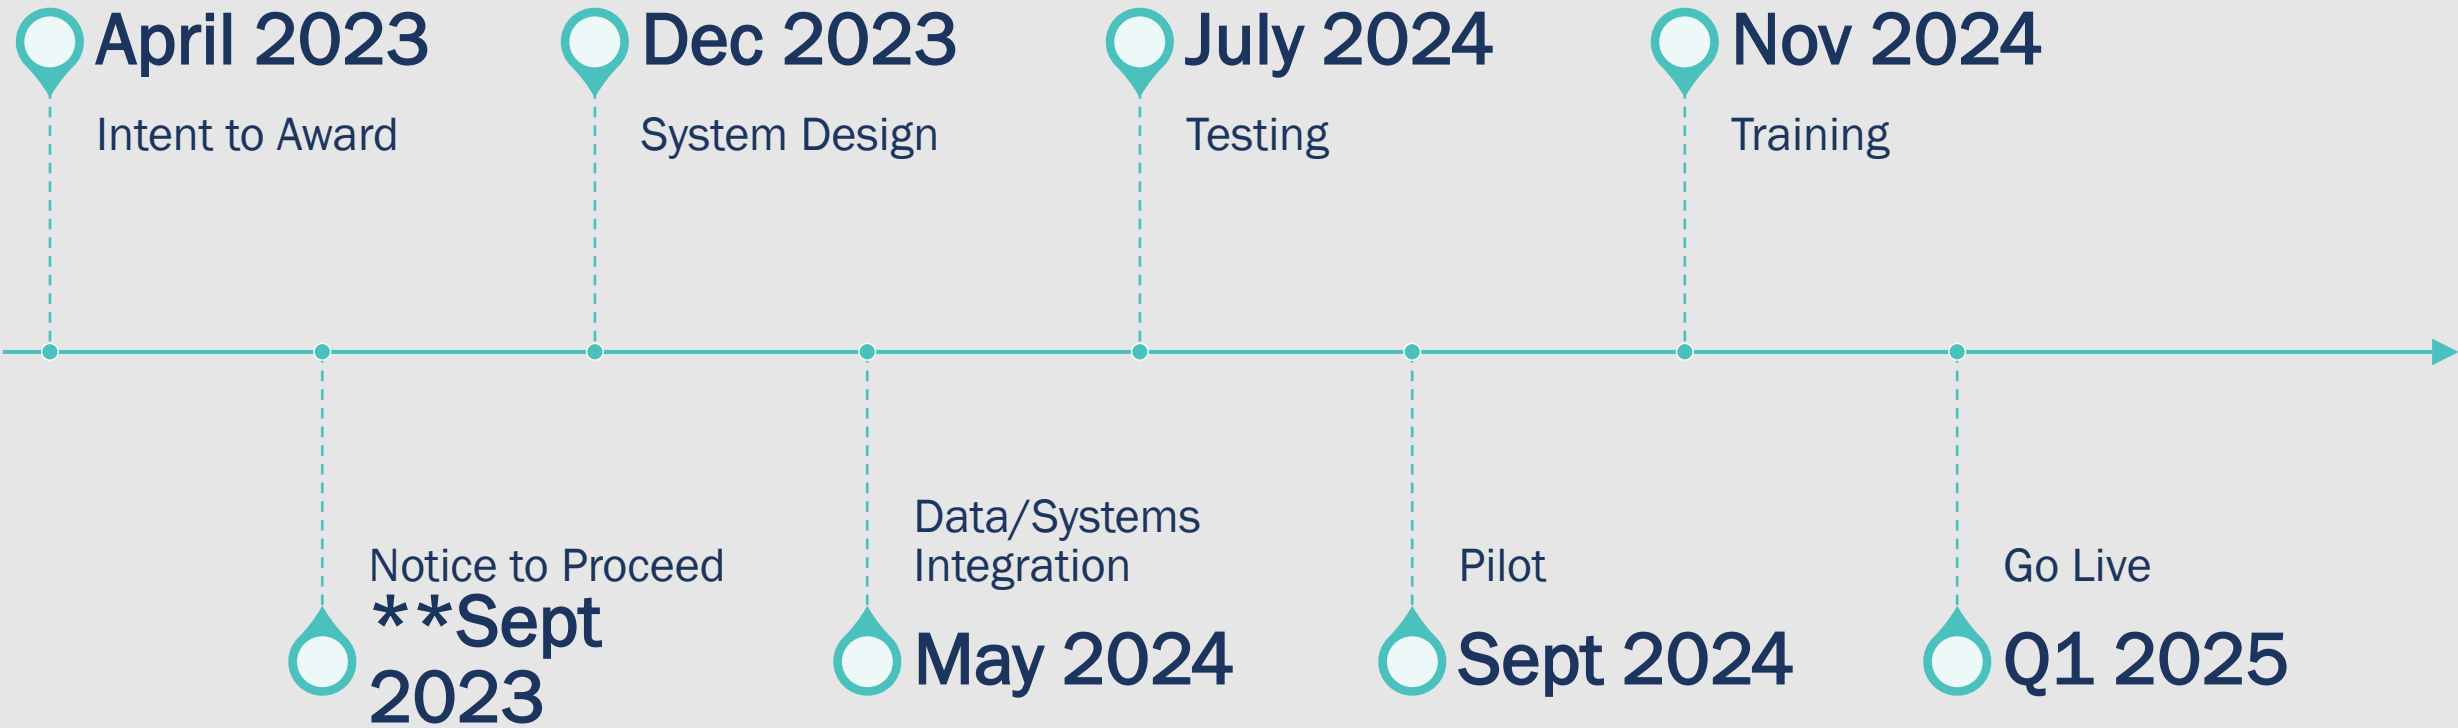 April 2023
Intent to Award
Dec 2023
System Design
July 2024
Testing
Nov 2024
Training
Notice to Proceed
**Sept
2023
Data/Systems
Integration
May 2024
Pilot
Sept 2024
Go Live
Q1 2025